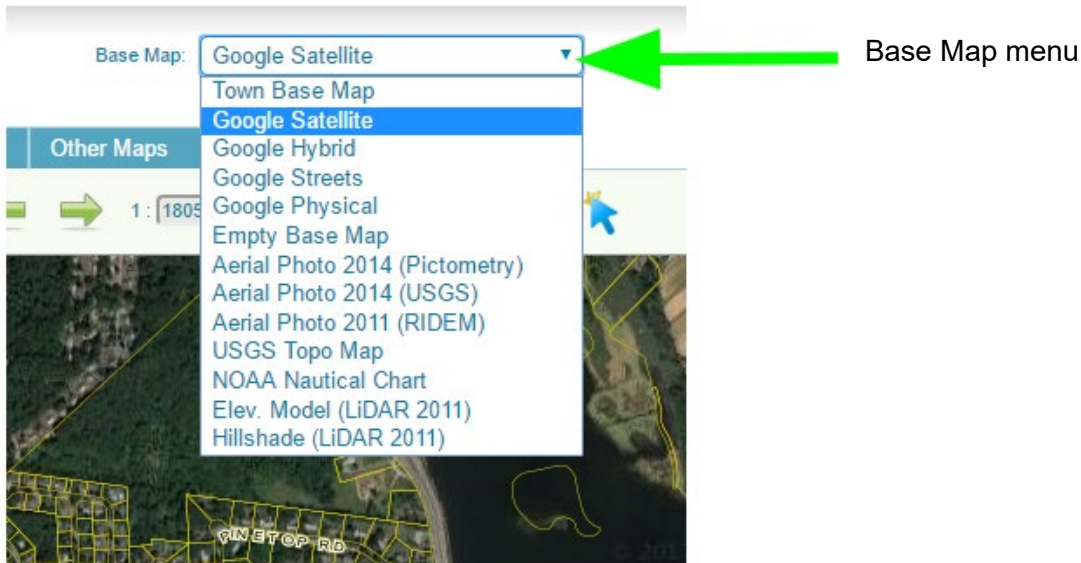 Base Map: Google Satellite
Base Map menu
Town Base Map
Google Satellite
Other Maps
Google Hybrid
Google Streets
1 : 1805
Google Physical
Empty Base Map
Aerial Photo 2014 (Pictometry)
Aerial Photo 2014 (USGS)
Aerial Photo 2011 (RIDEM)
USGS Topo Map
NOAA Nautical Chart
Elev. Model (LiDAR 2011)
Hillshade (LiDAR 2011)
PINETOP RD
© 201